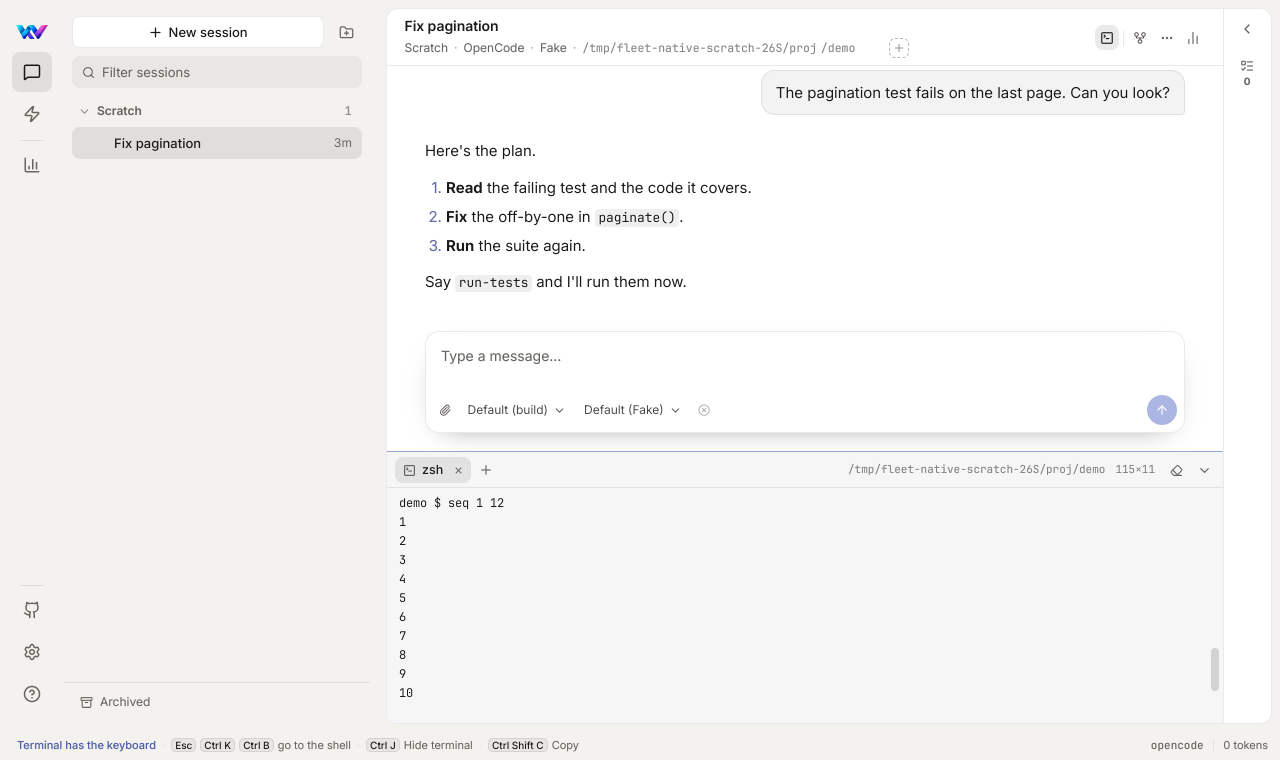 New session
Filter sessions
Scratch 1
Fix pagination 3m
Archived
Fix pagination
Scratch · OpenCode · Fake · /tmp/fleet-native-scratch-26S/proj /demo
0
The pagination test fails on the last page. Can you look?
Here's the plan.
1. Read the failing test and the code it covers.
2. Fix the off-by-one in paginate().
3. Run the suite again.
Say run-tests and I'll run them now.
Type a message...
Default (build) Default (Fake)
zsh /tmp/fleet-native-scratch-26S/proj/demo 115×11
demo $ seq 1 12
1
2
3
4
5
6
7
8
9
10
Terminal has the keyboard · Esc Ctrl K Ctrl B go to the shell · Ctrl J Hide terminal · Ctrl Shift C Copy opencode 0 tokens